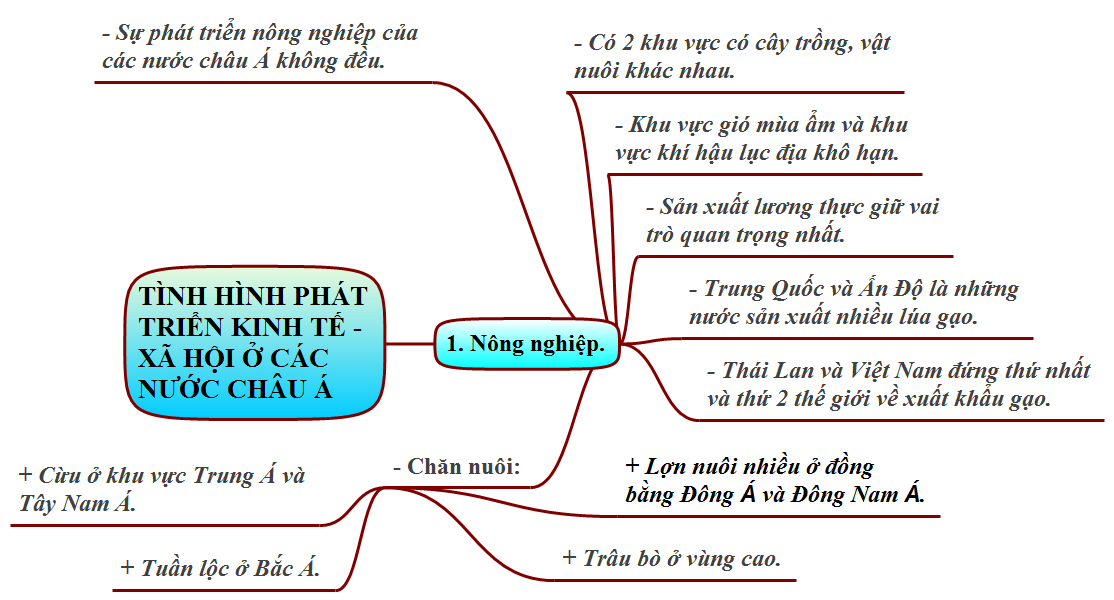 - Sự phát triển nông nghiệp của
các nước châu Á không đều.
- Có 2 khu vực có cây trồng, vật
nuôi khác nhau.
- Khu vực gió mùa ẩm và khu
vực khí hậu lục địa khô hạn.
- Sản xuất lương thực giữ vai
trò quan trọng nhất.
- Trung Quốc và Ấn Độ là những
nước sản xuất nhiều lúa gạo.
- Thái Lan và Việt Nam đứng thứ nhất
và thứ 2 thế giới về xuất khẩu gạo.
TÌNH HÌNH PHÁT
TRIỂN KINH TẾ -
XÃ HỘI Ở CÁC
NƯỚC CHÂU Á
1. Nông nghiệp.
- Chăn nuôi:
+ Cừu ở khu vực Trung Á và
Tây Nam Á.
+ Tuần lộc ở Bắc Á.
+ Lợn nuôi nhiều ở đồng
bằng Đông Á và Đông Nam Á.
+ Trâu bò ở vùng cao.